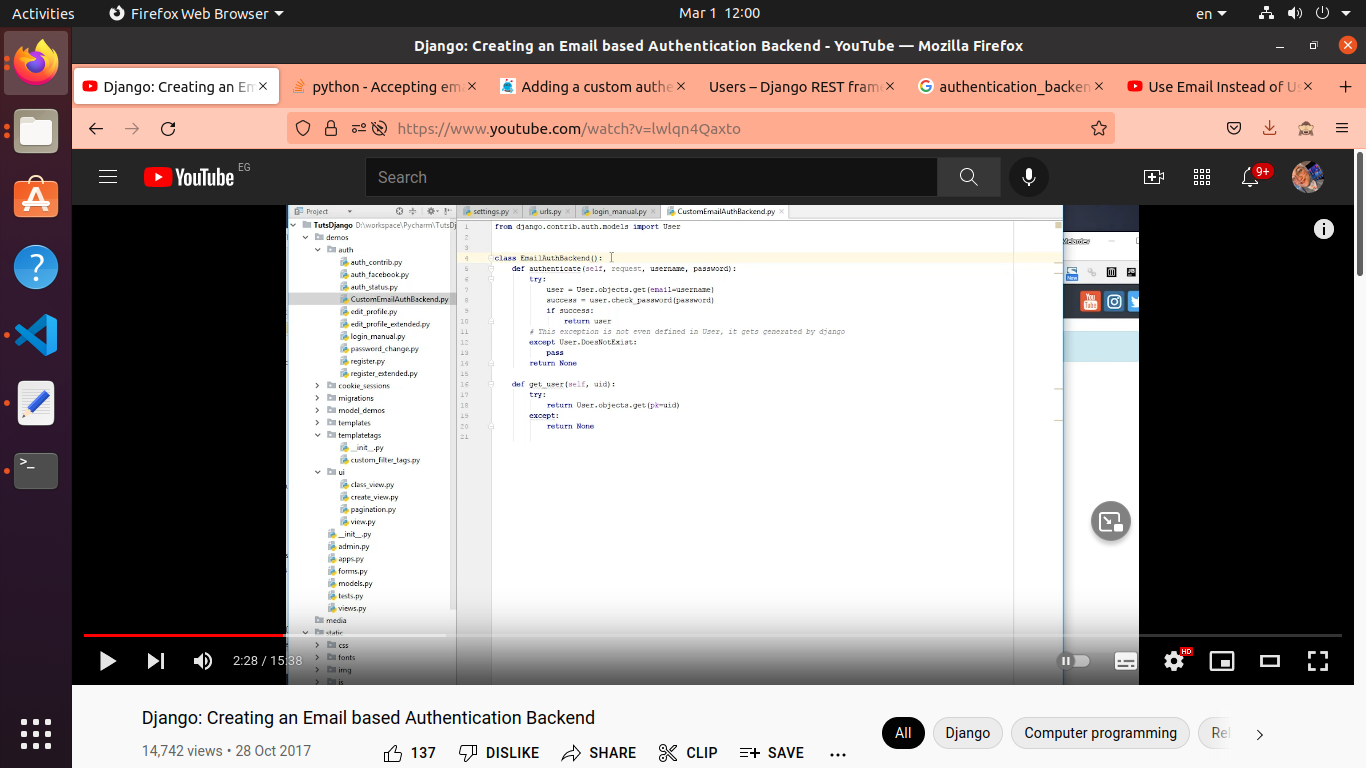 Activities Firefox Web Browser Mar 1 12:00 en
Django: Creating an Email based Authentication Backend - YouTube — Mozilla Firefox
Django: Creating an Em python - Accepting ema Adding a custom authe Users – Django REST fram authentication_backen Use Email Instead of Us
https://www.youtube.com/watch?v=lwlqn4Qaxto
YouTube EG Search 9+
Project settings.py urls.py login_manual.py CustomEmailAuthBackend.py
TutsDjango D:\workspace\Pycharm\TutsDj
demos
auth
auth_contrib.py
auth_facebook.py
auth_status.py
CustomEmailAuthBackend.py
edit_profile.py
edit_profile_extended.py
login_manual.py
password_change.py
register.py
register_extended.py
cookie_sessions
migrations
model_demos
templates
templatetags
__init__.py
custom_filter_tags.py
ui
class_view.py
create_view.py
pagination.py
view.py
__init__.py
admin.py
apps.py
forms.py
models.py
tests.py
views.py
media
static
css
fonts
img
js
1 from django.contrib.auth.models import User
2
3
4 class EmailAuthBackend():
5 def authenticate(self, request, username, password):
6 try:
7 user = User.objects.get(email=username)
8 success = user.check_password(password)
9 if success:
10 return user
11 # This exception is not even defined in User, it gets generated by django
12 except User.DoesNotExist:
13 pass
14 return None
15
16 def get_user(self, uid):
17 try:
18 return User.objects.get(pk=uid)
19 except:
20 return None
21
Melardev
New
You Tube
2:28 / 15:38 HD
Django: Creating an Email based Authentication Backend
14,742 views • 28 Oct 2017
137 DISLIKE SHARE CLIP SAVE
All Django Computer programming Rel